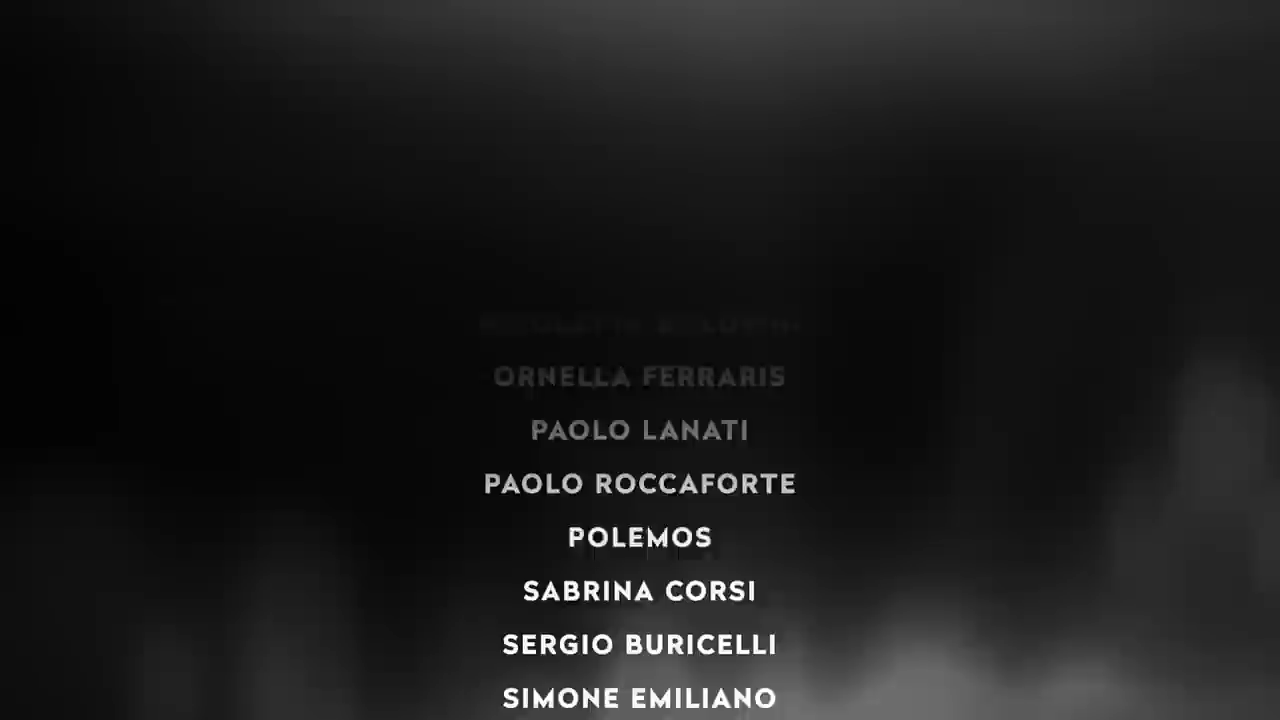 ORNELLA FERRARIS
PAOLO LANATI
PAOLO ROCCAFORTE
POLEMOS
SABRINA CORSI
SERGIO BURICELLI
SIMONE EMILIANO